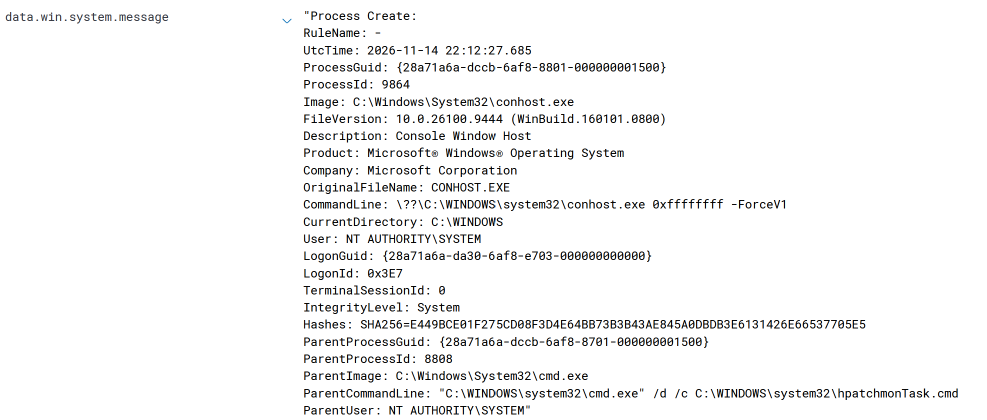 data.win.system.message
"Process Create:
RuleName: -
UtcTime: 2026-11-14 22:12:27.685
ProcessGuid: {28a71a6a-dccb-6af8-8801-000000001500}
ProcessId: 9864
Image: C:\Windows\System32\conhost.exe
FileVersion: 10.0.26100.9444 (WinBuild.160101.0800)
Description: Console Window Host
Product: Microsoft® Windows® Operating System
Company: Microsoft Corporation
OriginalFileName: CONHOST.EXE
CommandLine: \??\C:\WINDOWS\system32\conhost.exe 0xffffffff -ForceV1
CurrentDirectory: C:\WINDOWS
User: NT AUTHORITY\SYSTEM
LogonGuid: {28a71a6a-da30-6af8-e703-000000000000}
LogonId: 0x3E7
TerminalSessionId: 0
IntegrityLevel: System
Hashes: SHA256=E449BCE01F275CD08F3D4E64BB73B3B43AE845A0DBDB3E6131426E66537705E5
ParentProcessGuid: {28a71a6a-dccb-6af8-8701-000000001500}
ParentProcessId: 8808
ParentImage: C:\Windows\System32\cmd.exe
ParentCommandLine: "C:\WINDOWS\system32\cmd.exe" /d /c C:\WINDOWS\system32\hpatchmonTask.cmd
ParentUser: NT AUTHORITY\SYSTEM"